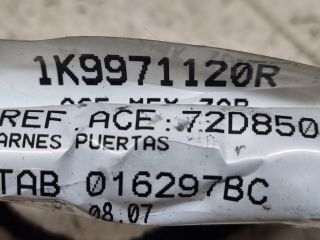 1K9971120R
REF. ACE: 72D850
ARNES PUERTAS
TAB 016297BC
08.07